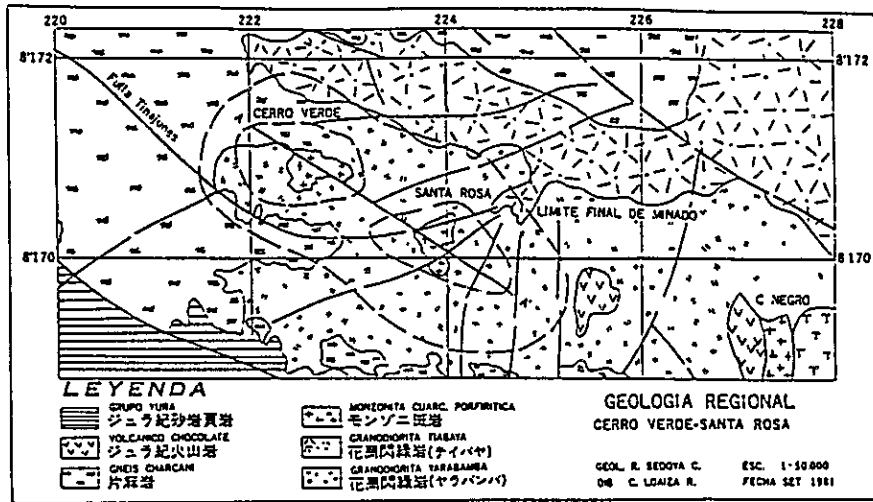 220 222 224 226 228
8'172 8'172
Falla Tinajones
CERRO VERDE
A
SANTA ROSA
LIMITE FINAL DE MINADO
8'170 8170
A'
C. NEGRO
LEYENDA
GRUPO YURA
ジュラ紀砂岩頁岩
VOLCANICO CHOCOLATE
ジュラ紀火山岩
GNEIS CHARCANI
片麻岩
MONZONITA CUARC. PORFIRITICA
モンゾニ斑岩
GRANODIORITA TIABAYA
花崗閃緑岩(テイバヤ)
GRANODIORITA YARABAMBA
花崗閃緑岩(ヤラバンバ)
GEOLOGIA REGIONAL
CERRO VERDE-SANTA ROSA
GEOL. R. SEDOYA C. ESC. 1-50.000
DIB C. LOAIZA R. FECHA SET 1981